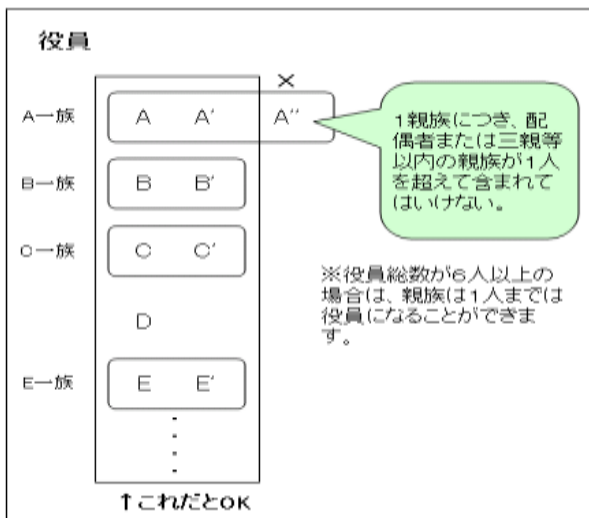 役員
×
A一族 A A′ A′′
B一族 B B′
C一族 C C′
D
E一族 E E′
↑これだとOK
1親族につき、配
偶者または三親等
以内の親族が1人
を超えて含まれて
はいけない。
※役員総数が6人以上の
場合は、親族は1人までは
役員になることができま
す。